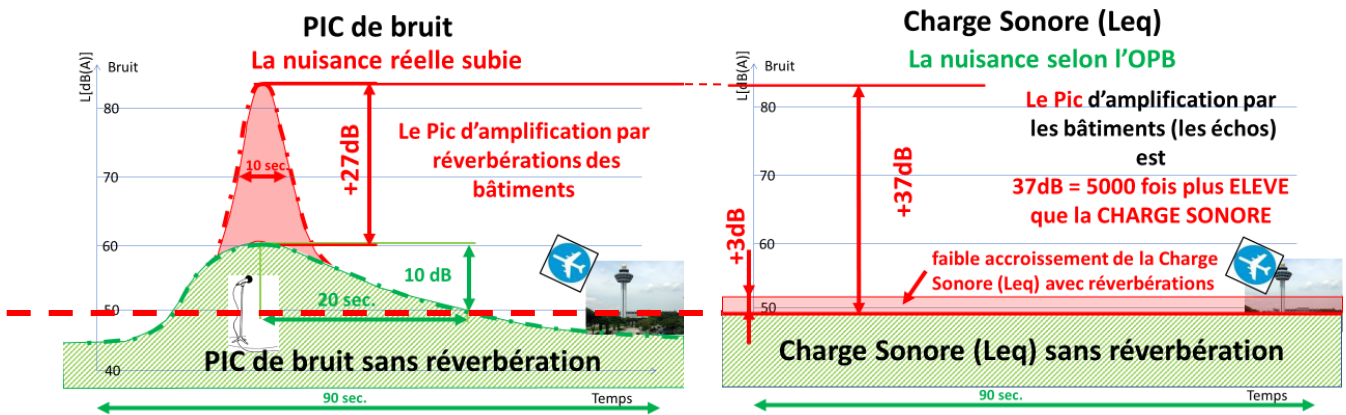 PIC de bruit
La nuisance réelle subie
L[dB(A)]
Bruit
80
70
60
50
40
10 sec.
+27dB
Le Pic d'amplification par
réverbérations des
bâtiments
10 dB
20 sec.
PIC de bruit sans réverbération
90 sec.
Temps
Charge Sonore (Leq)
La nuisance selon l'OPB
L[dB(A)]
Bruit
80
70
60
50
+3dB
+37dB
Le Pic d'amplification par
les bâtiments (les échos)
est
37dB = 5000 fois plus ELEVE
que la CHARGE SONORE
faible accroissement de la Charge
Sonore (Leq) avec réverbérations
Charge Sonore (Leq) sans réverbération
90 sec.
Temps